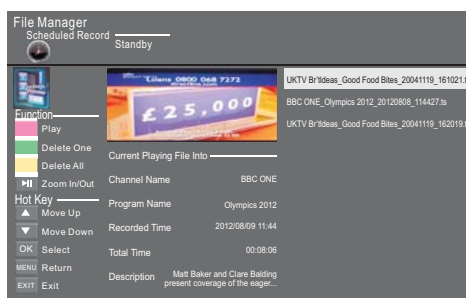 File Manager
Scheduled Record
Standby
Function
Play
Delete One
Delete All
Zoom In/Out
Hot Key
Move Up
Move Down
OK Select
MENU Return
EXIT Exit
0800 068 7272
£25,000
Current Playing File Into
Channel Name BBC ONE
Program Name Olympics 2012
Recorded Time 2012/08/09 11:44
Total Time 00:08:06
Description Matt Baker and Clare Balding
present coverage of the eager...
UKTV Br'tIdeas_Good Food Bites_20041119_161021.t
BBC ONE_Olympics 2012_20120808_114427.ts
UKTV Br'tIdeas_Good Food Bites_20041119_162019.t